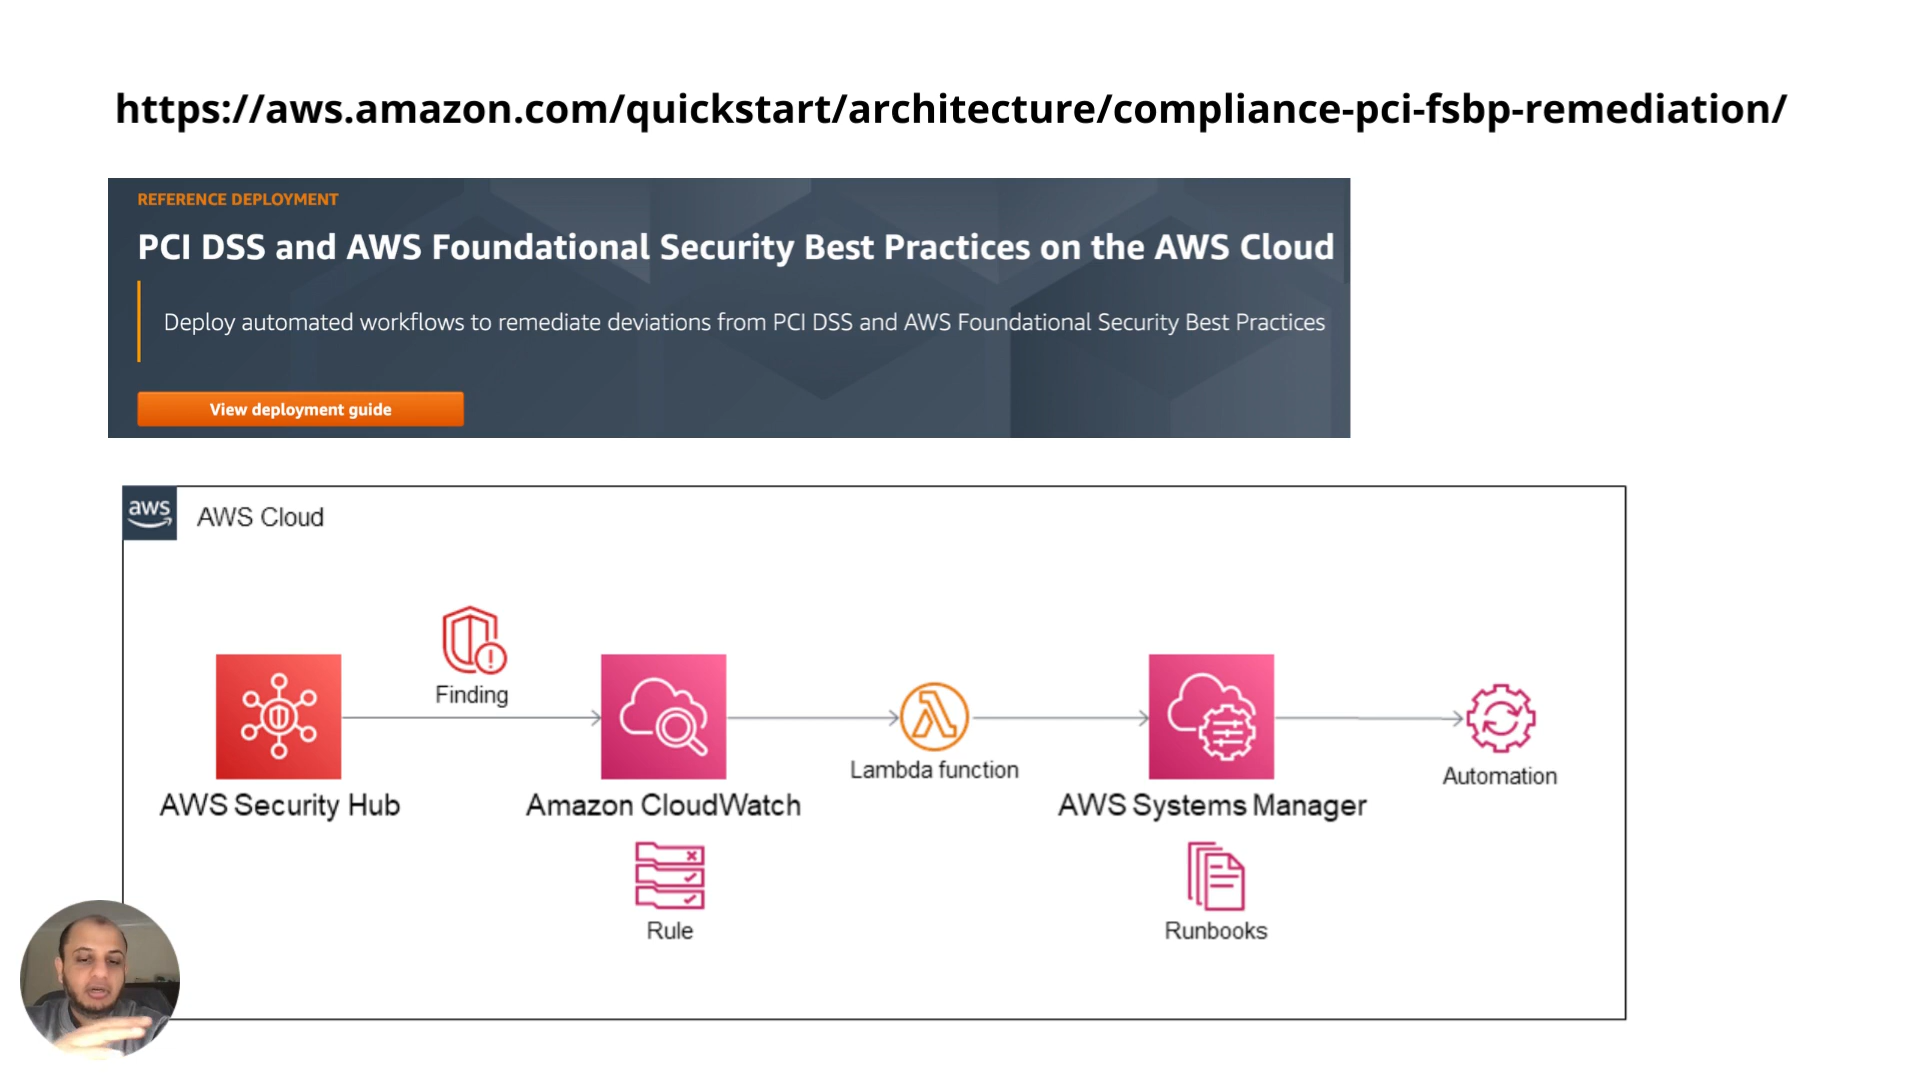 https://aws.amazon.com/quickstart/architecture/compliance-pci-fsbp-remediation/
REFERENCE DEPLOYMENT
PCI DSS and AWS Foundational Security Best Practices on the AWS Cloud
Deploy automated workflows to remediate deviations from PCI DSS and AWS Foundational Security Best Practices
View deployment guide
aws
AWS Cloud
Finding
Lambda function
Automation
AWS Security Hub
Amazon CloudWatch
AWS Systems Manager
Rule
Runbooks